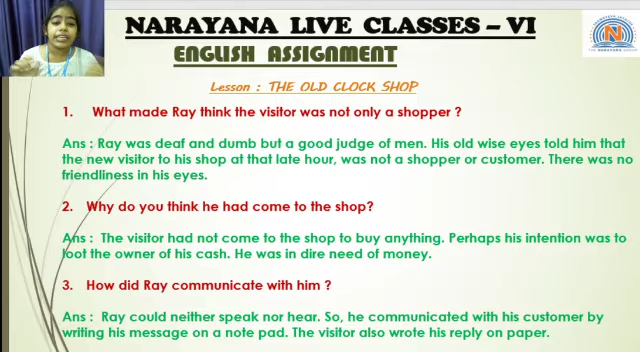 NARAYANA LIVE CLASSES – VI
ENGLISH ASSIGNMENT
Lesson : THE OLD CLOCK SHOP
1. What made Ray think the visitor was not only a shopper ?
Ans : Ray was deaf and dumb but a good judge of men. His old wise eyes told him that
the new visitor to his shop at that late hour, was not a shopper or customer. There was no
friendliness in his eyes.
2. Why do you think he had come to the shop?
Ans : The visitor had not come to the shop to buy anything. Perhaps his intention was to
loot the owner of his cash. He was in dire need of money.
3. How did Ray communicate with him ?
Ans : Ray could neither speak nor hear. So, he communicated with his customer by
writing his message on a note pad. The visitor also wrote his reply on paper.
N
THE NARAYANA GROUP